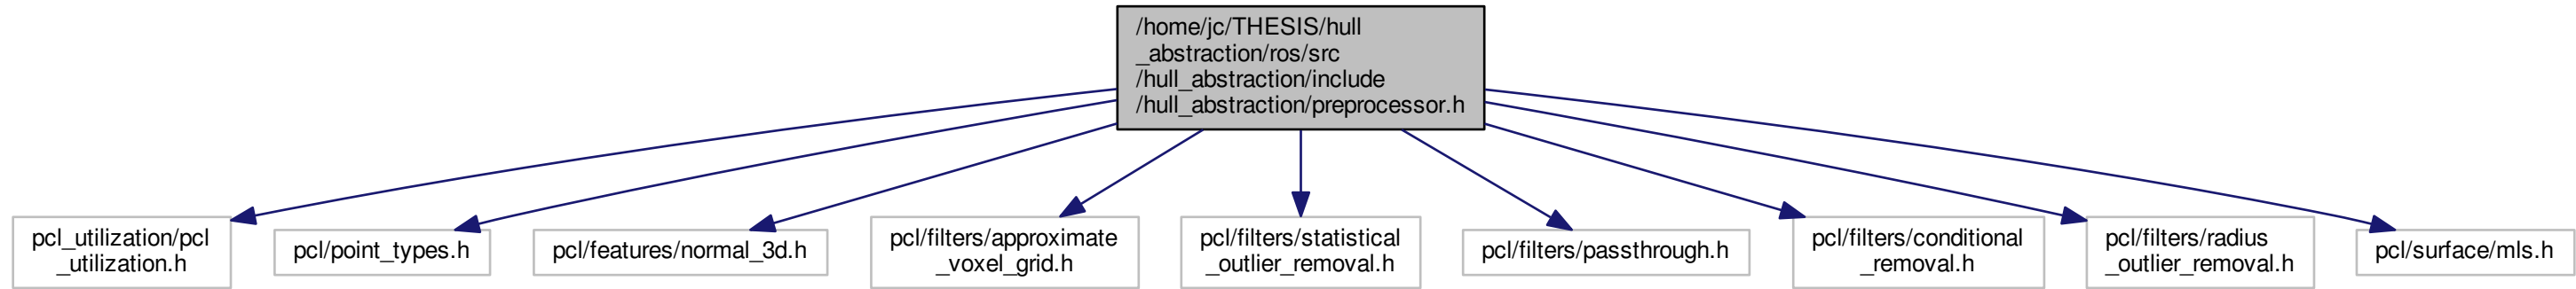 /home/jc/THESIS/hull
_abstraction/ros/src
/hull_abstraction/include
/hull_abstraction/preprocessor.h
pcl_utilization/pcl
_utilization.h
pcl/point_types.h
pcl/features/normal_3d.h
pcl/filters/approximate
_voxel_grid.h
pcl/filters/statistical
_outlier_removal.h
pcl/filters/passthrough.h
pcl/filters/conditional
_removal.h
pcl/filters/radius
_outlier_removal.h
pcl/surface/mls.h